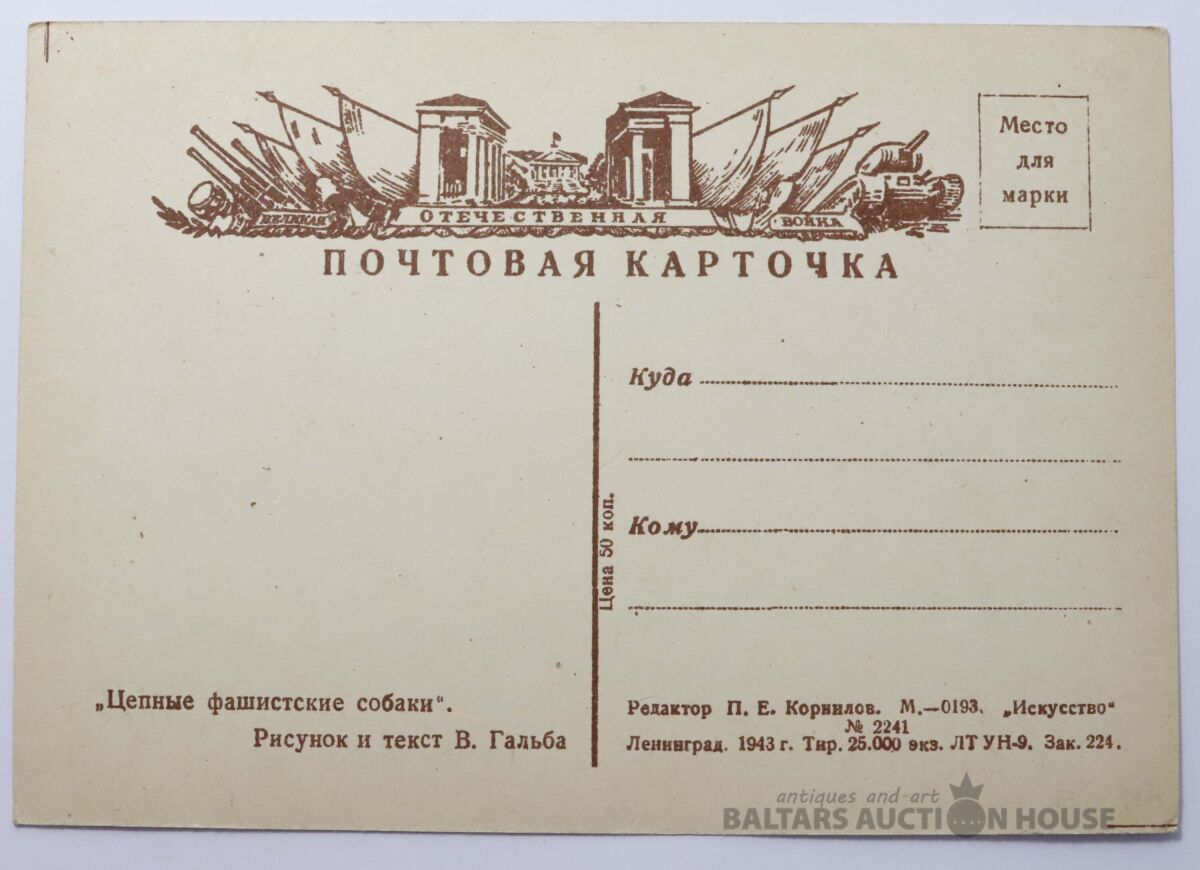 ВЕЛИКАЯ ОТЕЧЕСТВЕННАЯ ВОЙНА
Место
для
марки
ПОЧТОВАЯ КАРТОЧКА
Куда
Кому
Цена 50 коп.
„Цепные фашистские собаки“.
Рисунок и текст В. Гальба
Редактор П. Е. Корнилов. М.—0193. „Искусство“
№ 2241
Ленинград. 1943 г. Тир. 25.000 экз. ЛТ УН-9. Зак. 224.
antiques and art
BALTARS AUCTION HOUSE